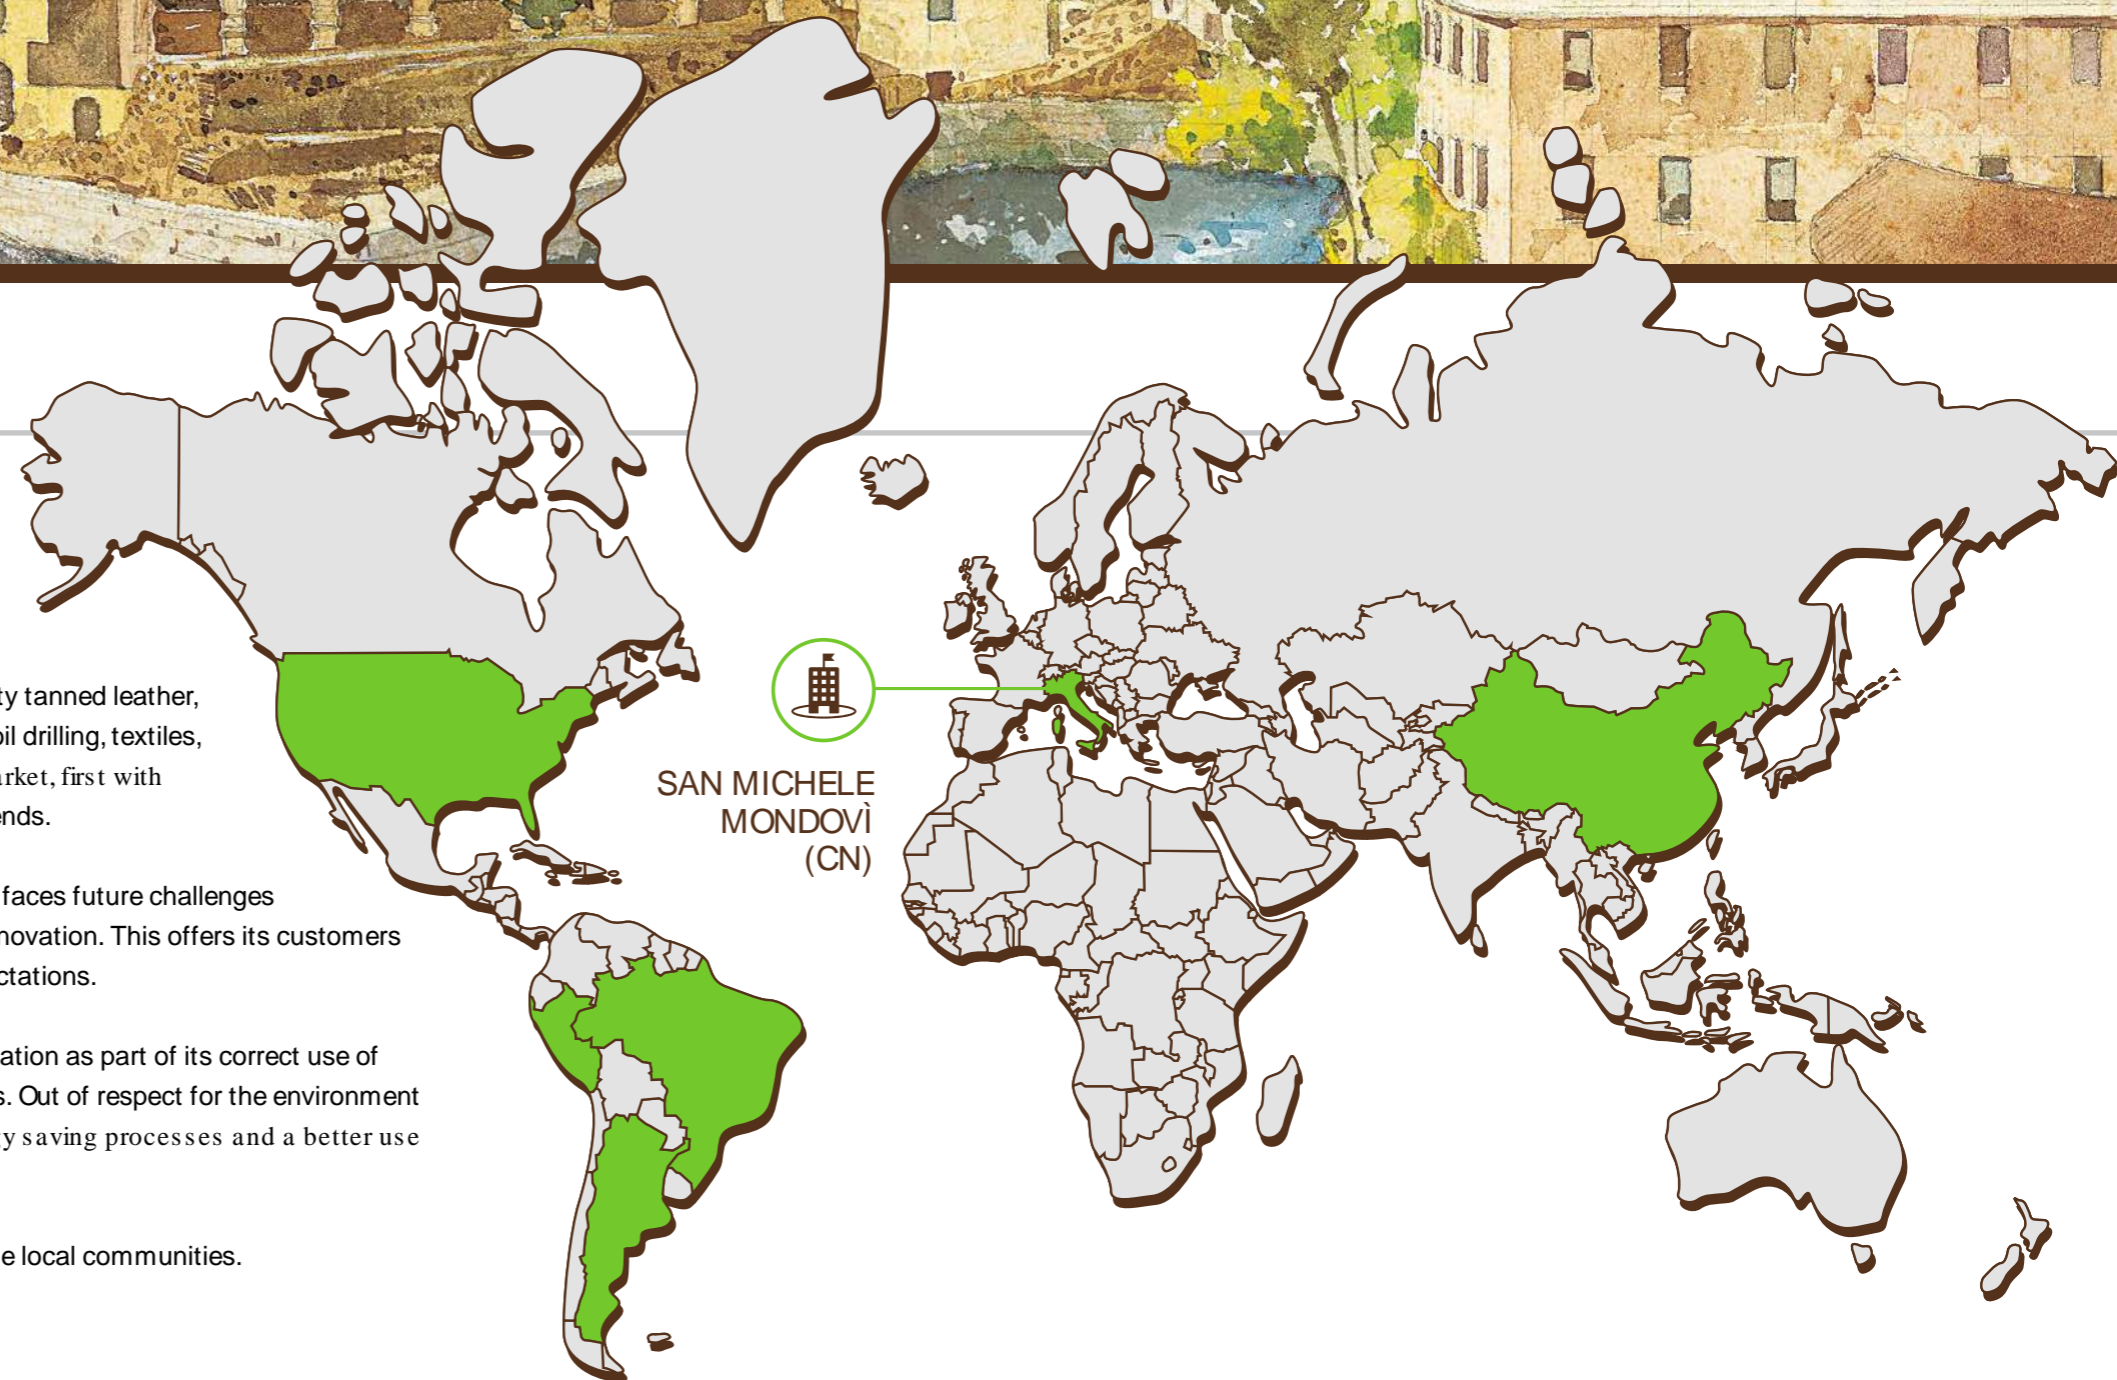 ty tanned leather,
oil drilling, textiles,
rket, first with
ends.
faces future challenges
novation. This offers its customers
ctations.
ation as part of its correct use of
s. Out of respect for the environment
y saving processes and a better use
e local communities.
SAN MICHELE
MONDOVÌ
(CN)